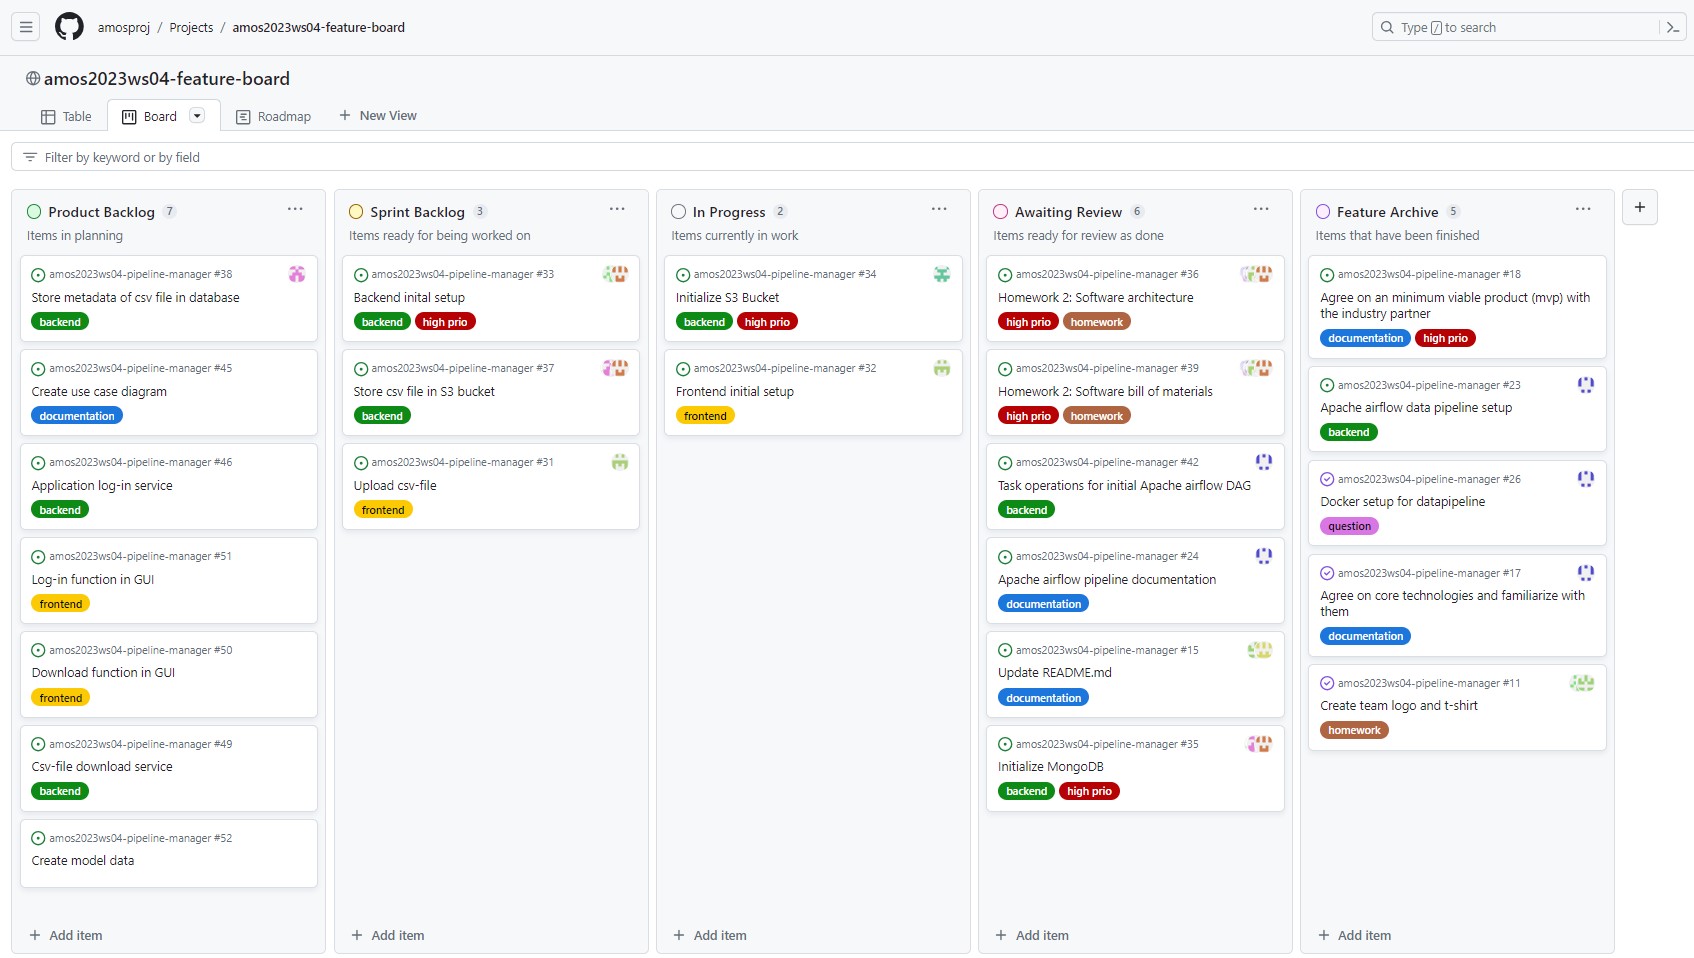 amosproj / Projects / amos2023ws04-feature-board
Type / to search
amos2023ws04-feature-board
Table
Board
Roadmap
+ New View
Filter by keyword or by field
Product Backlog 7
Items in planning
amos2023ws04-pipeline-manager #38
Store metadata of csv file in database
backend
amos2023ws04-pipeline-manager #45
Create use case diagram
documentation
amos2023ws04-pipeline-manager #46
Application log-in service
backend
amos2023ws04-pipeline-manager #51
Log-in function in GUI
frontend
amos2023ws04-pipeline-manager #50
Download function in GUI
frontend
amos2023ws04-pipeline-manager #49
Csv-file download service
backend
amos2023ws04-pipeline-manager #52
Create model data
+ Add item
Sprint Backlog 3
Items ready for being worked on
amos2023ws04-pipeline-manager #33
Backend inital setup
backend high prio
amos2023ws04-pipeline-manager #37
Store csv file in S3 bucket
backend
amos2023ws04-pipeline-manager #31
Upload csv-file
frontend
+ Add item
In Progress 2
Items currently in work
amos2023ws04-pipeline-manager #34
Initialize S3 Bucket
backend high prio
amos2023ws04-pipeline-manager #32
Frontend initial setup
frontend
+ Add item
Awaiting Review 6
Items ready for review as done
amos2023ws04-pipeline-manager #36
Homework 2: Software architecture
high prio homework
amos2023ws04-pipeline-manager #39
Homework 2: Software bill of materials
high prio homework
amos2023ws04-pipeline-manager #42
Task operations for initial Apache airflow DAG
backend
amos2023ws04-pipeline-manager #24
Apache airflow pipeline documentation
documentation
amos2023ws04-pipeline-manager #15
Update README.md
documentation
amos2023ws04-pipeline-manager #35
Initialize MongoDB
backend high prio
+ Add item
Feature Archive 5
Items that have been finished
amos2023ws04-pipeline-manager #18
Agree on an minimum viable product (mvp) with
the industry partner
documentation high prio
amos2023ws04-pipeline-manager #23
Apache airflow data pipeline setup
backend
amos2023ws04-pipeline-manager #26
Docker setup for datapipeline
question
amos2023ws04-pipeline-manager #17
Agree on core technologies and familiarize with
them
documentation
amos2023ws04-pipeline-manager #11
Create team logo and t-shirt
homework
+ Add item